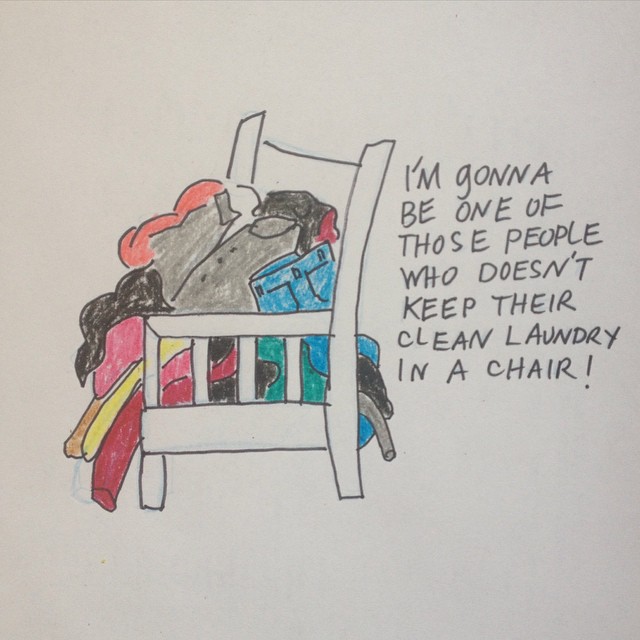 I'M GONNA
BE ONE OF
THOSE PEOPLE
WHO DOESN'T
KEEP THEIR
CLEAN LAUNDRY
IN A CHAIR!